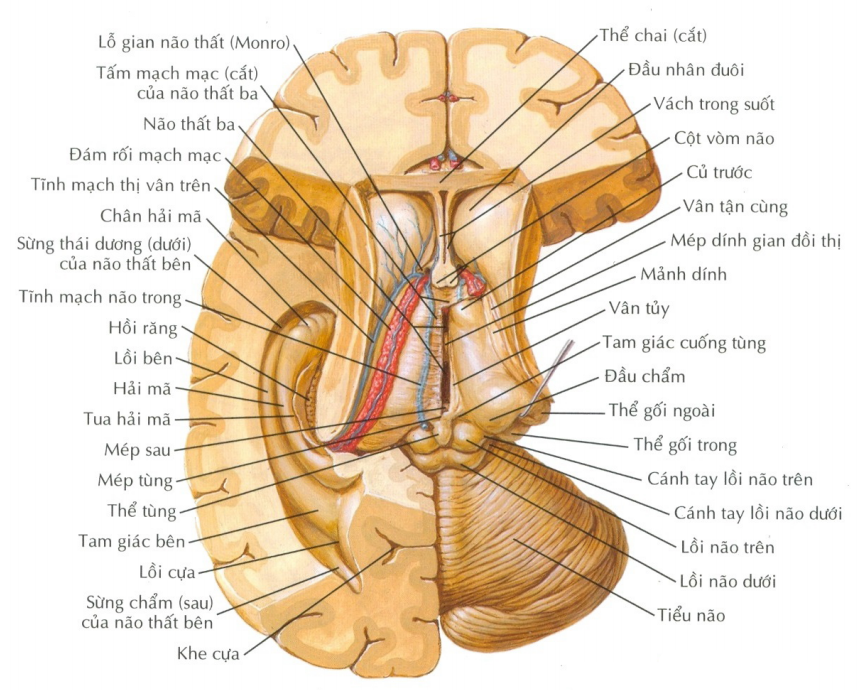 Lỗ gian não thất (Monro)
Tấm mạch mạc (cắt)
của não thất ba
Não thất ba
Đám rối mạch mạc
Tĩnh mạch thị vân trên
Chân hải mã
Sừng thái dương (dưới)
của não thất bên
Tĩnh mạch não trong
Hồi răng
Lồi bên
Hải mã
Tua hải mã
Mép sau
Mép tùng
Thể tùng
Tam giác bên
Lồi cựa
Sừng chẩm (sau)
của não thất bên
Khe cựa
Thể chai (cắt)
Đầu nhân đuôi
Vách trong suốt
Cột vòm não
Củ trước
Vân tận cùng
Mép dính gian đồi thị
Mảnh dính
Vân tủy
Tam giác cuống tùng
Đầu chẩm
Thể gối ngoài
Thể gối trong
Cánh tay lồi não trên
Cánh tay lồi não dưới
Lồi não trên
Lồi não dưới
Tiểu não